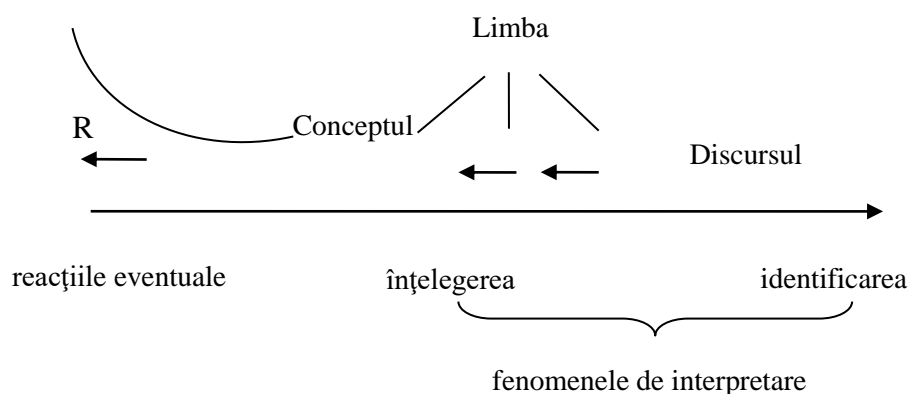 Limba
R
Conceptul
Discursul
reacţiile eventuale
înţelegerea
identificarea
fenomenele de interpretare